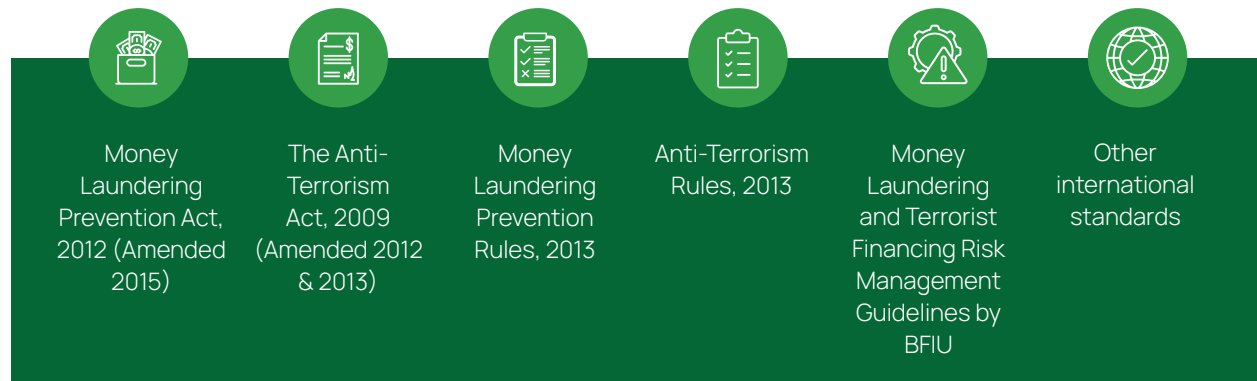 Money
Laundering
Prevention Act,
2012 (Amended
2015)
The Anti-
Terrorism
Act, 2009
(Amended 2012
& 2013)
Money
Laundering
Prevention
Rules, 2013
Anti-Terrorism
Rules, 2013
Money
Laundering
and Terrorist
Financing Risk
Management
Guidelines by
BFIU
Other
international
standards